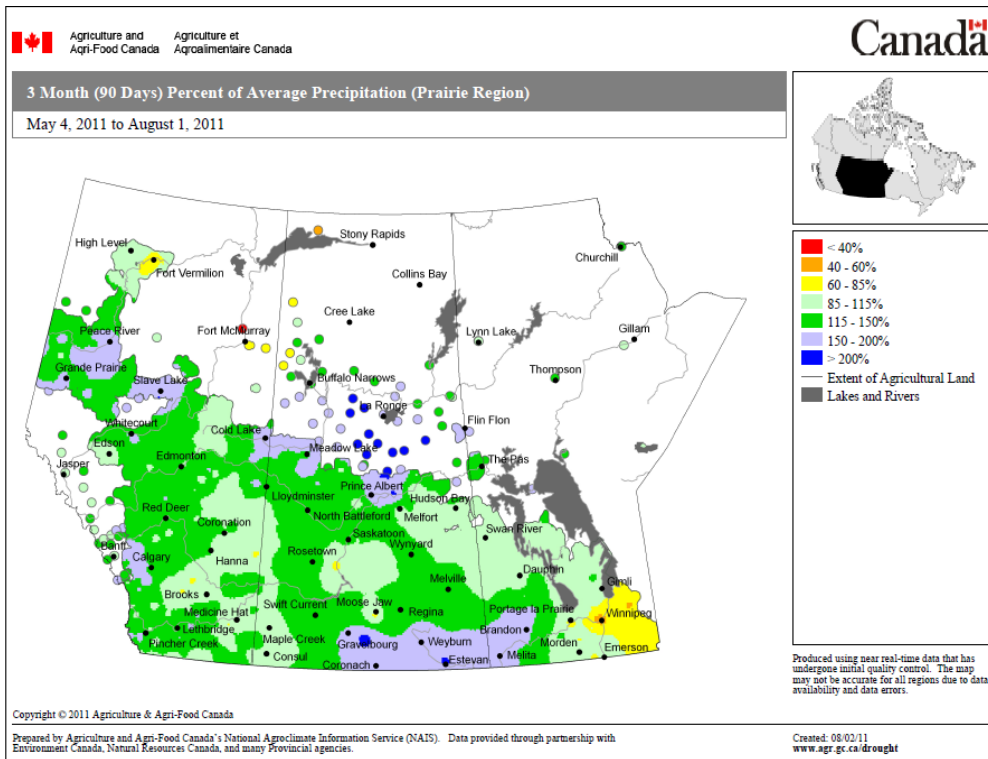 Agriculture and
Agri-Food Canada
Agriculture et
Agroalimentaire Canada
Canada
3 Month (90 Days) Percent of Average Precipitation (Prairie Region)
May 4, 2011 to August 1, 2011
Stony Rapids
High Level
Churchill
Fort Vermilion
Collins Bay
Cree Lake
Peace River
Fort McMurray
Lynn Lake
Gillam
Grande Prairie
Thompson
Slave Lake
Buffalo Narrows
La Ronge
Whitecourt
Flin Flon
Cold Lake
Edson
Meadow Lake
Jasper
Edmonton
The Pas
Prince Albert
Lloydminster
Hudson Bay
Red Deer
North Battleford
Melfort
Coronation
Saskatoon
Swan River
Banff
Calgary
Hanna
Rosetown
Wynyard
Dauphin
Melville
Gimli
Brooks
Medicine Hat
Swift Current
Moose Jaw
Regina
Portage la Prairie
Winnipeg
Lethbridge
Pincher Creek
Maple Creek
Gravelbourg
Weyburn
Brandon
Morden
Emerson
Consul
Coronach
Estevan
Melita
< 40%
40 - 60%
60 - 85%
85 - 115%
115 - 150%
150 - 200%
> 200%
Extent of Agricultural Land
Lakes and Rivers
Produced using near real-time data that has
undergone initial quality control. The map
may not be accurate for all regions due to data
availability and data errors.
Copyright © 2011 Agriculture & Agri-Food Canada
Prepared by Agriculture and Agri-Food Canada's National Agroclimate Information Service (NAIS). Data provided through partnership with
Environment Canada, Natural Resources Canada, and many Provincial agencies.
Created: 08/02/11
www.agr.gc.ca/drought